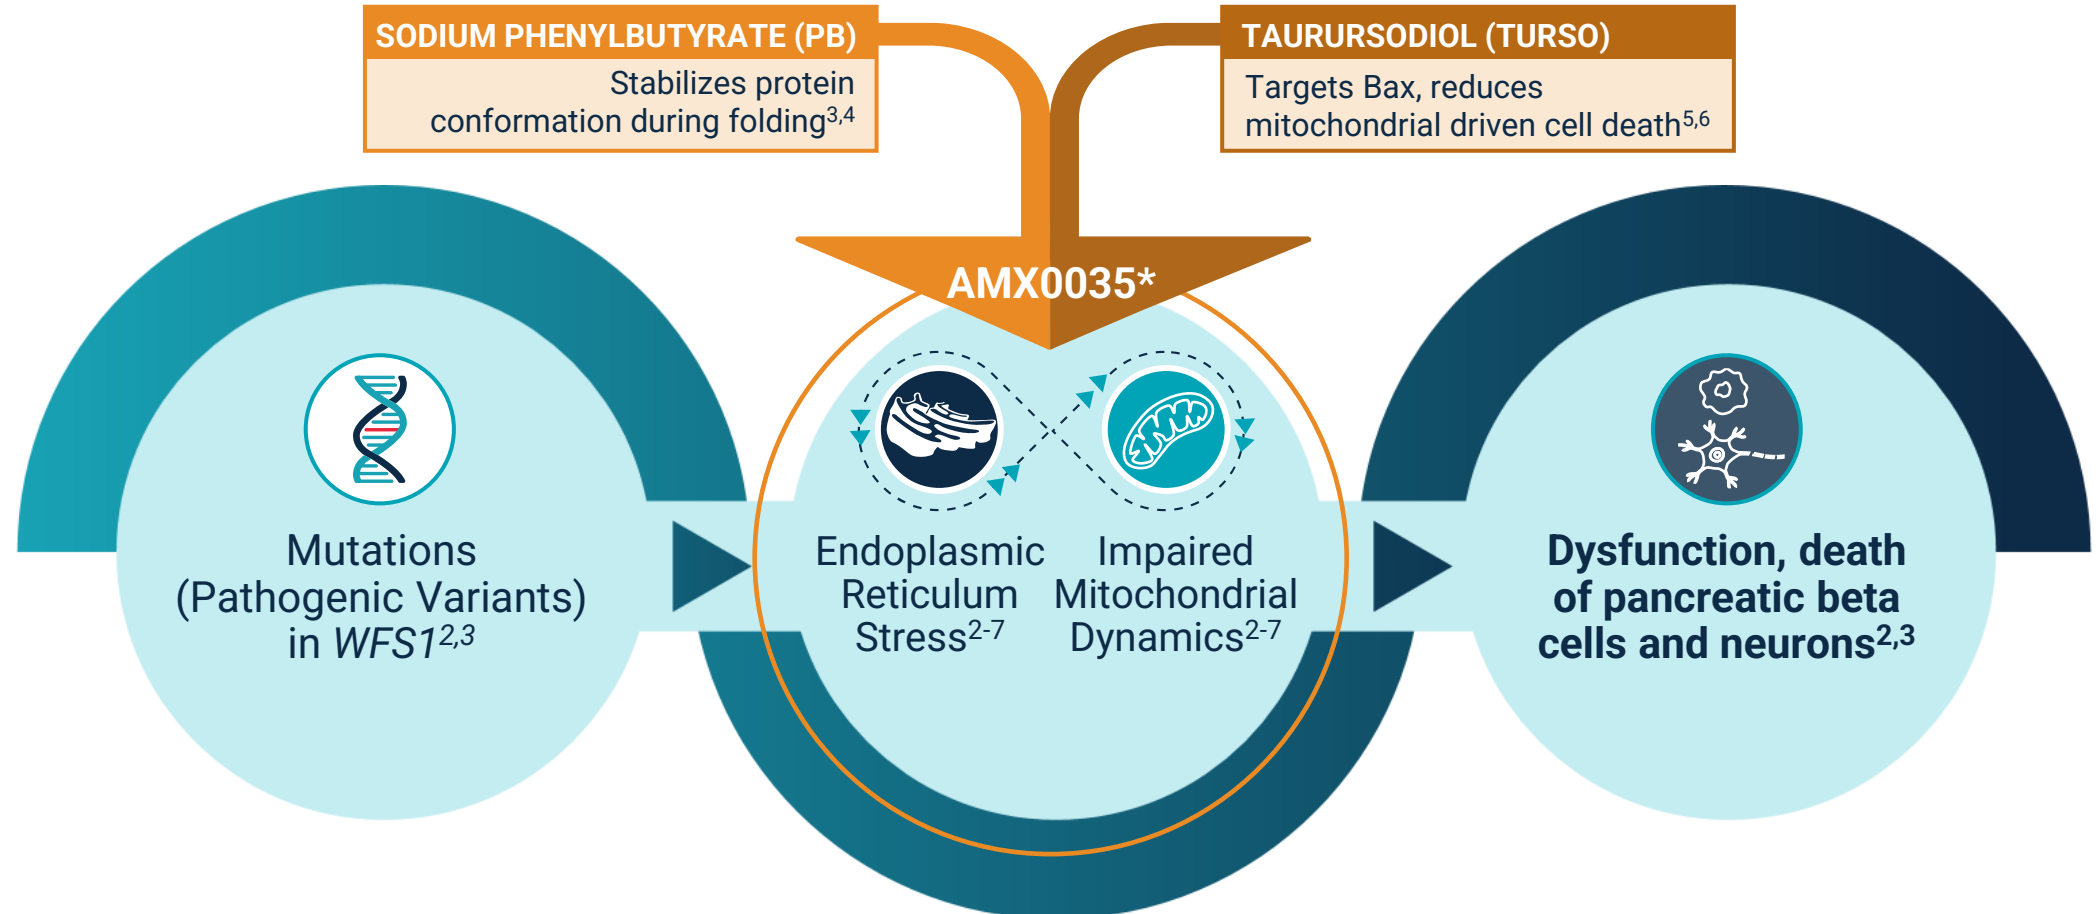 SODIUM PHENYLBUTYRATE (PB)
Stabilizes protein
conformation during folding3,4
TAURURSODIOL (TURSO)
Targets Bax, reduces
mitochondrial driven cell death5,6
AMX0035*
Mutations
(Pathogenic Variants)
in WFS12,3
Endoplasmic
Reticulum
Stress2-7
Impaired
Mitochondrial
Dynamics2-7
Dysfunction, death
of pancreatic beta
cells and neurons2,3